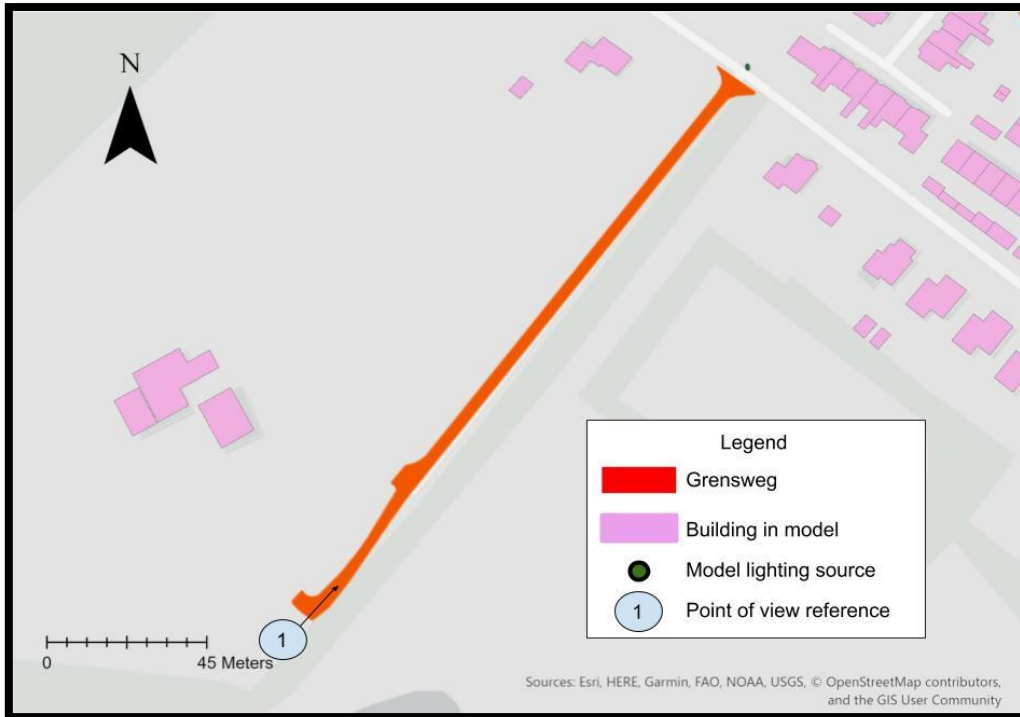 N
Legend
Grensweg
Building in model
Model lighting source
1 Point of view reference
1
0 45 Meters
Sources: Esri, HERE, Garmin, FAO, NOAA, USGS, © OpenStreetMap contributors,
and the GIS User Community